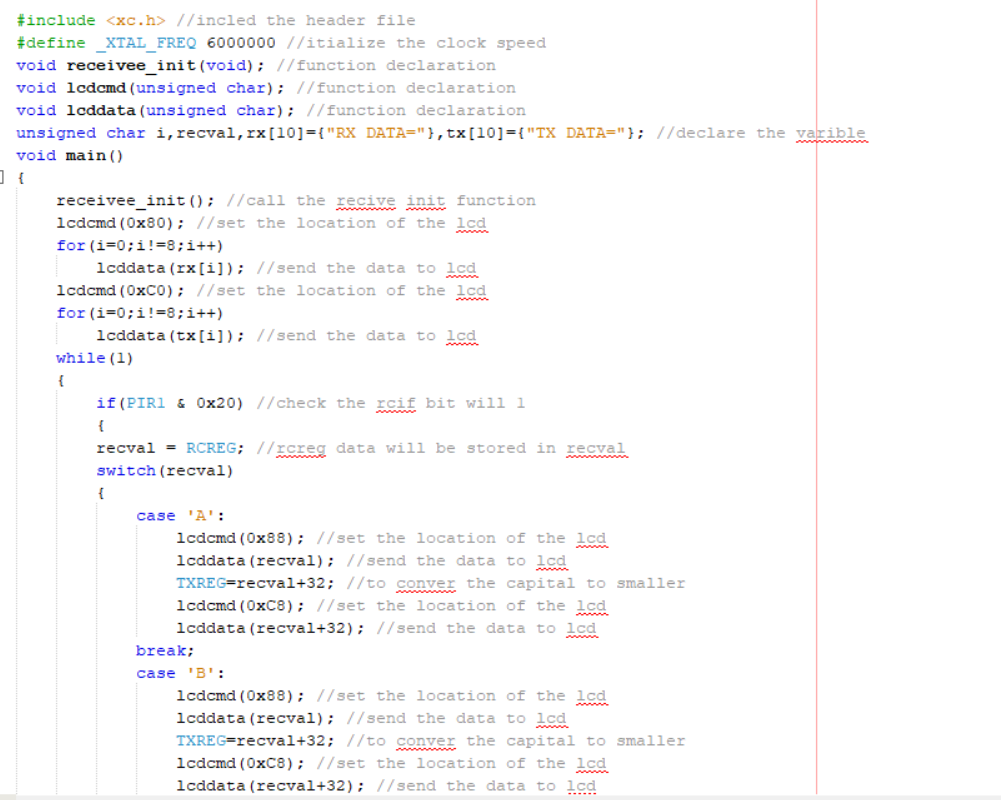 #include <xc.h> //incled the header file
#define _XTAL_FREQ 6000000 //itialize the clock speed
void receivee_init(void); //function declaration
void lcdcmd(unsigned char); //function declaration
void lcddata(unsigned char); //function declaration
unsigned char i,recval,rx[10]={"RX DATA="},tx[10]={"TX DATA="}; //declare the varible
void main()
{
    receivee_init(); //call the recive init function
    lcdcmd(0x80); //set the location of the lcd
    for(i=0;i!=8;i++)
        lcddata(rx[i]); //send the data to lcd
    lcdcmd(0xC0); //set the location of the lcd
    for(i=0;i!=8;i++)
        lcddata(tx[i]); //send the data to lcd
    while(1)
    {
        if(PIR1 & 0x20) //check the rcif bit will 1
        {
        recval = RCREG; //rcreg data will be stored in recval
        switch(recval)
        {
            case 'A':
                lcdcmd(0x88); //set the location of the lcd
                lcddata(recval); //send the data to lcd
                TXREG=recval+32; //to conver the capital to smaller
                lcdcmd(0xC8); //set the location of the lcd
                lcddata(recval+32); //send the data to lcd
            break;
            case 'B':
                lcdcmd(0x88); //set the location of the lcd
                lcddata(recval); //send the data to lcd
                TXREG=recval+32; //to conver the capital to smaller
                lcdcmd(0xC8); //set the location of the lcd
                lcddata(recval+32); //send the data to lcd